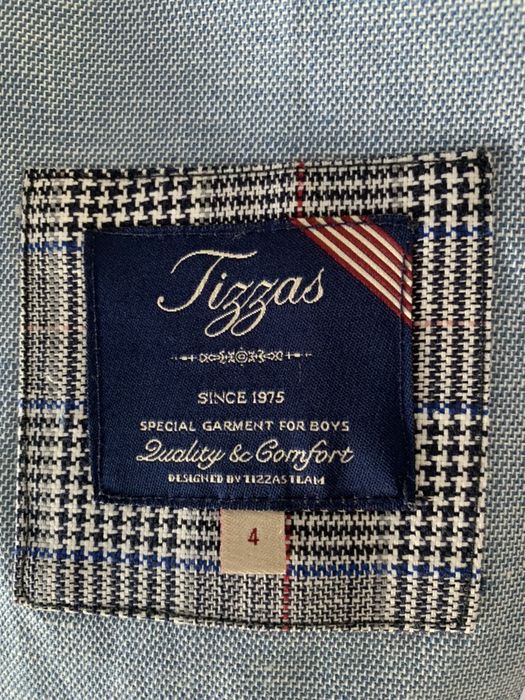 Tizzas
SINCE 1975
SPECIAL GARMENT FOR BOYS
Quality & Comfort
DESIGNED BY TIZZAS TEAM
4